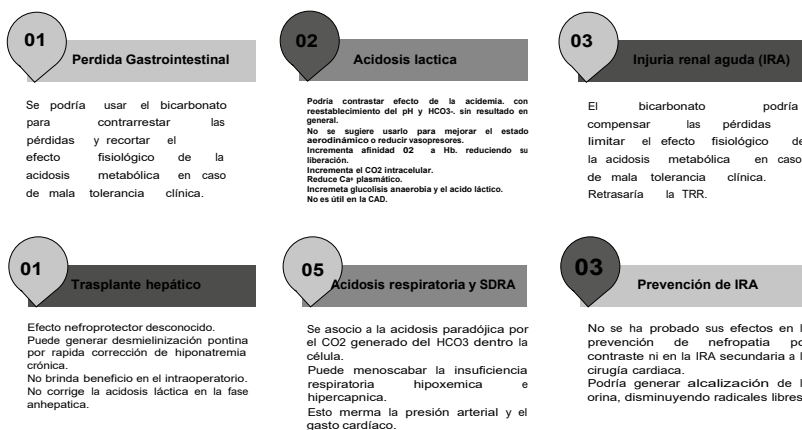 01
Perdida Gastrointestinal
Se podría usar el bicarbonato
para contrarrestar las
pérdidas y recortar el
efecto fisiológico de la
acidosis metabólica en caso
de mala tolerancia clínica.
02
Acidosis lactica
Podría contrastar efecto de la acidemia. con
reestablecimiento del pH y HCO3-. sin resultado en
general.
No se sugiere usarlo para mejorar el estado
aerodinámico o reducir vasopresores.
Incrementa afinidad 02 a Hb. reduciendo su
liberación.
Incrementa el CO2 intracelular.
Reduce Ca+ plasmático.
Incremeta glucolisis anaerobia y el acido láctico.
No es útil en la CAD.
03
Injuria renal aguda (IRA)
El bicarbonato podría
compensar las pérdidas
limitar el efecto fisiológico de
la acidosis metabólica en caso
de mala tolerancia clínica.
Retrasaría la TRR.
01
Trasplante hepático
Efecto nefroprotector desconocido.
Puede generar desmielinización pontina
por rapida corrección de hiponatremia
crónica.
No brinda beneficio en el intraoperatorio.
No corrige la acidosis láctica en la fase
anhepatica.
05
Acidosis respiratoria y SDRA
Se asocio a la acidosis paradójica por
el CO2 generado del HCO3 dentro la
célula.
Puede menoscabar la insuficiencia
respiratoria hipoxemica e
hipercapnica.
Esto merma la presión arterial y el
gasto cardíaco.
03
Prevención de IRA
No se ha probado sus efectos en l
prevención de nefropatia po
contraste ni en la IRA secundaria a l
cirugía cardiaca.
Podría generar alcalización de l
orina, disminuyendo radicales libres